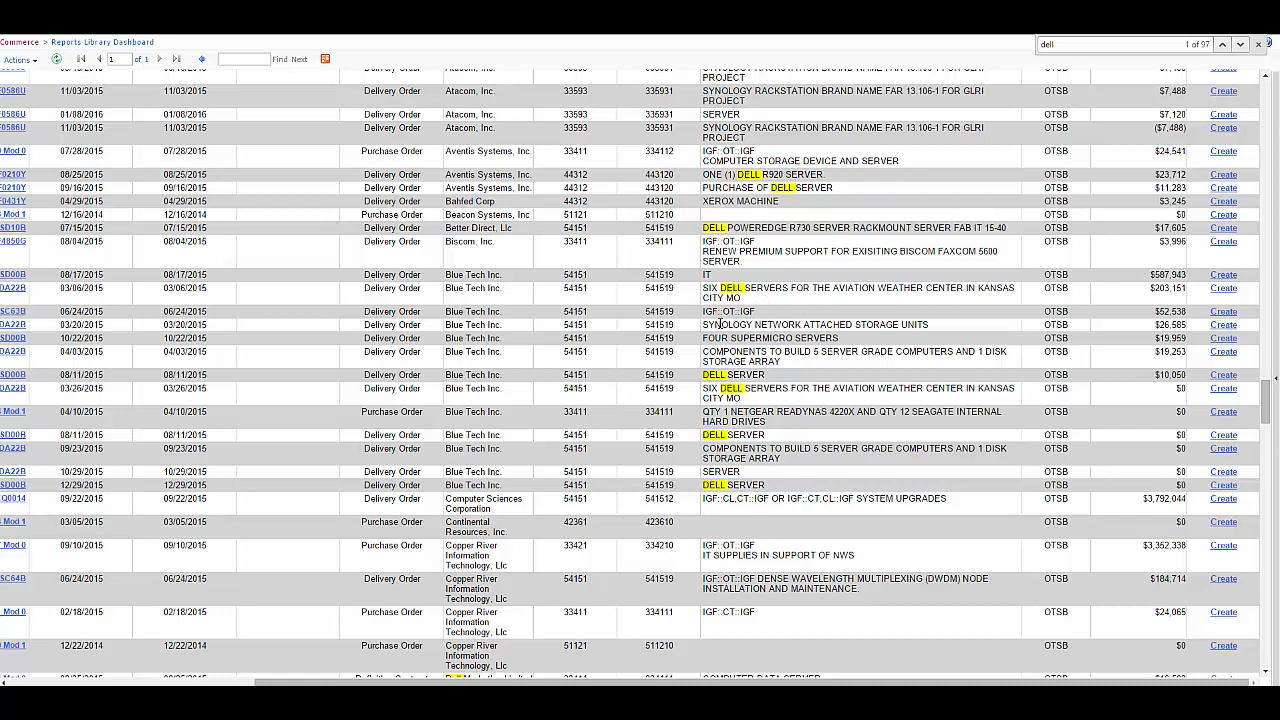 Commerce > Reports Library Dashboard
dell 1 of 97
Actions 1 of 1 Find Next
PROJECT
F0586U 11/03/2015 11/03/2015 Delivery Order Atacom, Inc. 33593 335931 SYNOLOGY RACKSTATION BRAND NAME FAR 13.106-1 FOR GLRI $7,488 Create
PROJECT
F0586U 01/08/2016 01/08/2016 Delivery Order Atacom, Inc. 33593 335931 SERVER OTSB $7,120 Create
F0586U 11/03/2015 11/03/2015 Delivery Order Atacom, Inc. 33593 335931 SYNOLOGY RACKSTATION BRAND NAME FAR 13.106-1 FOR GLRI OTSB ($7,488) Create
PROJECT
Mod 0 07/28/2015 07/28/2015 Purchase Order Aventis Systems, Inc. 33411 334112 IGF::OT::IGF OTSB $24,541 Create
COMPUTER STORAGE DEVICE AND SERVER
F0210Y 08/25/2015 08/25/2015 Delivery Order Aventis Systems, Inc. 44312 443120 ONE (1) DELL R920 SERVER. OTSB $23,712 Create
F0210Y 09/16/2015 09/16/2015 Delivery Order Aventis Systems, Inc. 44312 443120 PURCHASE OF DELL SERVER OTSB $11,283 Create
F0431Y 04/29/2015 04/29/2015 Delivery Order Bahfed Corp 44312 443120 XEROX MACHINE OTSB $3,245 Create
Mod 1 12/16/2014 12/16/2014 Purchase Order Beacon Systems, Inc 51121 511210 OTSB $0 Create
SD10B 07/15/2015 07/15/2015 Delivery Order Better Direct, Llc 54151 541519 DELL POWEREDGE R730 SERVER RACKMOUNT SERVER FAB IT 15-40 OTSB $17,605 Create
F4850G 08/04/2015 08/04/2015 Delivery Order Biscom, Inc. 33411 334111 IGF::OT::IGF OTSB $3,996 Create
RENEW PREMIUM SUPPORT FOR EXISITING BISCOM FAXCOM 5600
SERVER.
SD00B 08/17/2015 08/17/2015 Delivery Order Blue Tech Inc. 54151 541519 IT OTSB $587,943 Create
DA22B 03/06/2015 03/06/2015 Delivery Order Blue Tech Inc. 54151 541519 SIX DELL SERVERS FOR THE AVIATION WEATHER CENTER IN KANSAS OTSB $203,151 Create
CITY MO
SC63B 06/24/2015 06/24/2015 Delivery Order Blue Tech Inc. 54151 541519 IGF::OT::IGF OTSB $52,538 Create
DA22B 03/20/2015 03/20/2015 Delivery Order Blue Tech Inc. 54151 541519 SYNOLOGY NETWORK ATTACHED STORAGE UNITS OTSB $26,585 Create
SD00B 10/22/2015 10/22/2015 Delivery Order Blue Tech Inc. 54151 541519 FOUR SUPERMICRO SERVERS OTSB $19,959 Create
DA22B 04/03/2015 04/03/2015 Delivery Order Blue Tech Inc. 54151 541519 COMPONENTS TO BUILD 5 SERVER GRADE COMPUTERS AND 1 DISK OTSB $19,253 Create
STORAGE ARRAY
SD00B 08/11/2015 08/11/2015 Delivery Order Blue Tech Inc. 54151 541519 DELL SERVER OTSB $10,050 Create
DA22B 03/26/2015 03/26/2015 Delivery Order Blue Tech Inc. 54151 541519 SIX DELL SERVERS FOR THE AVIATION WEATHER CENTER IN KANSAS OTSB $0 Create
CITY MO
Mod 1 04/10/2015 04/10/2015 Purchase Order Blue Tech Inc. 33411 334111 QTY 1 NETGEAR READYNAS 4220X AND QTY 12 SEAGATE INTERNAL OTSB $0 Create
HARD DRIVES
SD00B 08/11/2015 08/11/2015 Delivery Order Blue Tech Inc. 54151 541519 DELL SERVER OTSB $0 Create
DA22B 09/23/2015 09/23/2015 Delivery Order Blue Tech Inc. 54151 541519 COMPONENTS TO BUILD 5 SERVER GRADE COMPUTERS AND 1 DISK OTSB $0 Create
STORAGE ARRAY
DA22B 10/29/2015 10/29/2015 Delivery Order Blue Tech Inc. 54151 541519 SERVER OTSB $0 Create
SD00B 12/29/2015 12/29/2015 Delivery Order Blue Tech Inc. 54151 541519 DELL SERVER OTSB $0 Create
Q0014 09/22/2015 09/22/2015 Delivery Order Computer Sciences 54151 541512 IGF::CL,CT::IGF OR IGF::CT,CL::IGF SYSTEM UPGRADES OTSB $3,792,044 Create
Corporation
Mod 1 03/05/2015 03/05/2015 Purchase Order Continental 42361 423610 OTSB $0 Create
Resources, Inc.
Mod 0 09/10/2015 09/10/2015 Purchase Order Copper River 33421 334210 IGF::OT::IGF OTSB $3,352,338 Create
Information IT SUPPLIES IN SUPPORT OF NWS
Technology, Llc
SC64B 06/24/2015 06/24/2015 Delivery Order Copper River 54151 541519 IGF::OT::IGF DENSE WAVELENGTH MULTIPLEXING (DWDM) NODE OTSB $184,714 Create
Information INSTALLATION AND MAINTENANCE.
Technology, Llc
Mod 0 02/18/2015 02/18/2015 Purchase Order Copper River 33411 334111 IGF::CT::IGF OTSB $24,065 Create
Information
Technology, Llc
Mod 1 12/22/2014 12/22/2014 Purchase Order Copper River 51121 511210 OTSB $0 Create
Information
Technology, Llc